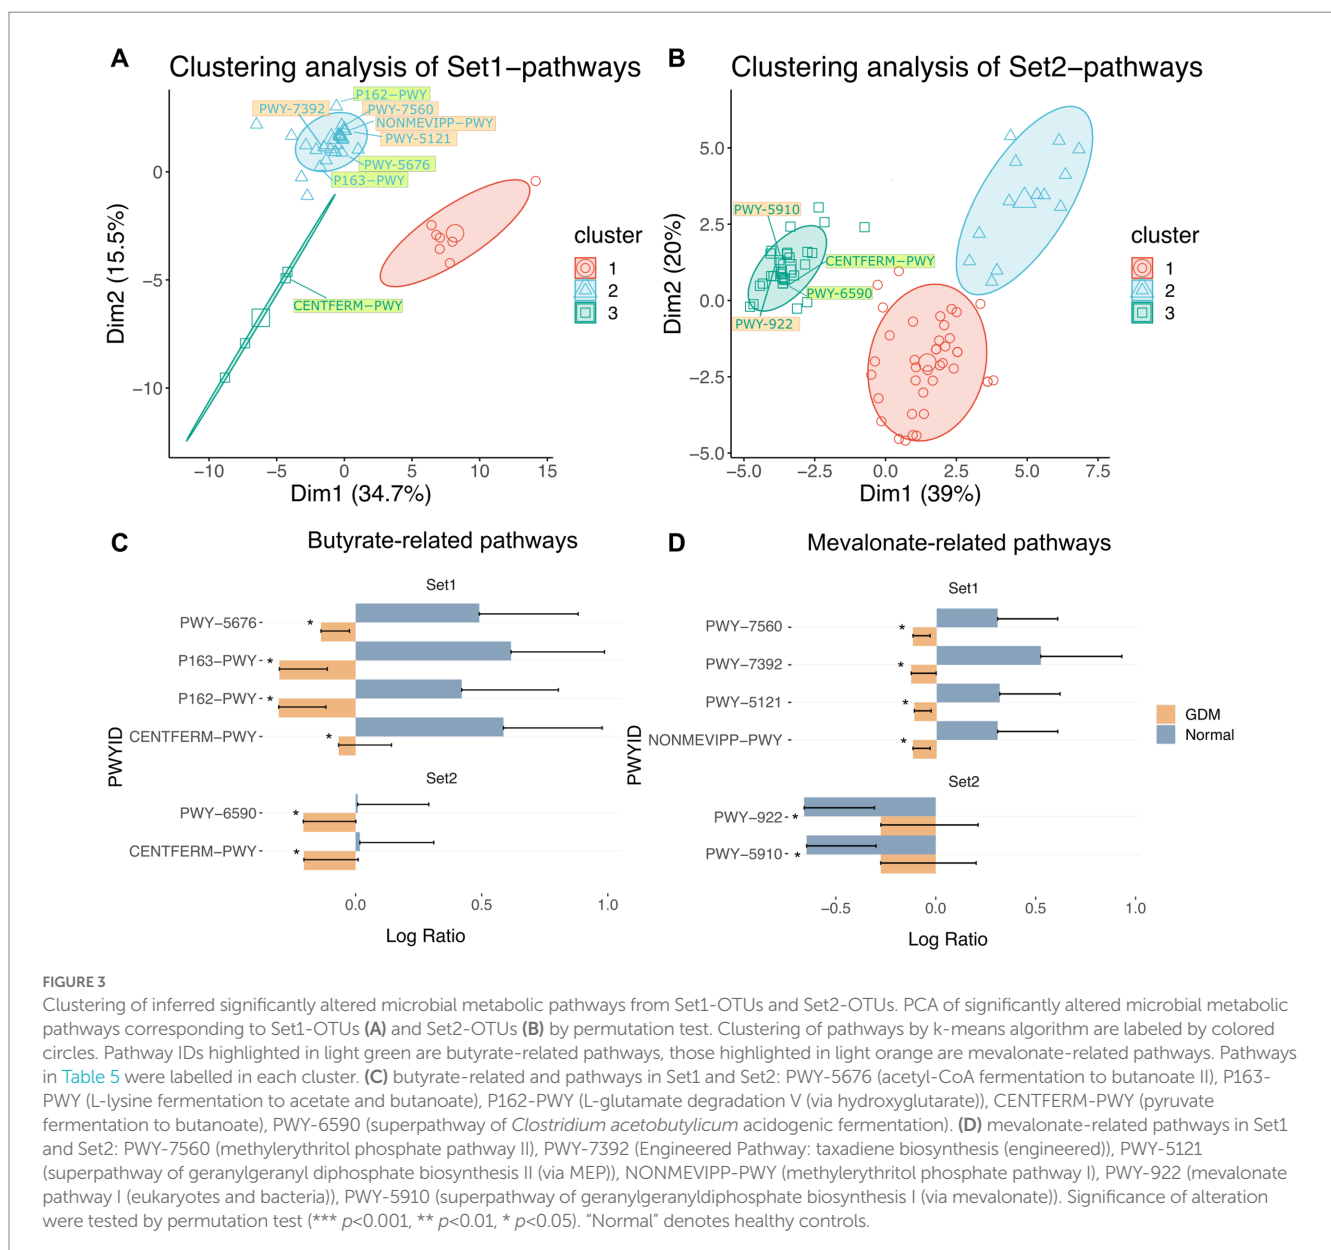 A
Clustering analysis of Set1–pathways
P162–PWY
PWY–7392
PWY–7560
NONMEVIPP–PWY
PWY–5121
PWY–5676
P163–PWY
CENTFERM–PWY
0
−5
−10
Dim2 (15.5%)
−10 −5 0 5 10 15
Dim1 (34.7%)
cluster
1
2
3
B
Clustering analysis of Set2–pathways
PWY–5910
CENTFERM–PWY
PWY–6590
PWY–922
5.0
2.5
0.0
−2.5
−5.0
Dim2 (20%)
−5.0 −2.5 0.0 2.5 5.0 7.5
Dim1 (39%)
cluster
1
2
3
C
Butyrate-related pathways
Set1
PWY–5676 *
P163–PWY *
P162–PWY *
CENTFERM–PWY *
Set2
PWY–6590 *
CENTFERM–PWY *
PWYID
0.0 0.5 1.0
Log Ratio
D
Mevalonate-related pathways
Set1
PWY–7560 *
PWY–7392 *
PWY–5121 *
NONMEVIPP–PWY *
Set2
PWY–922 *
PWY–5910 *
PWYID
−0.5 0.0 0.5 1.0
Log Ratio
GDM
Normal
FIGURE 3
Clustering of inferred significantly altered microbial metabolic pathways from Set1-OTUs and Set2-OTUs. PCA of significantly altered microbial metabolic
pathways corresponding to Set1-OTUs (A) and Set2-OTUs (B) by permutation test. Clustering of pathways by k-means algorithm are labeled by colored
circles. Pathway IDs highlighted in light green are butyrate-related pathways, those highlighted in light orange are mevalonate-related pathways. Pathways
in Table 5 were labelled in each cluster. (C) butyrate-related and pathways in Set1 and Set2: PWY-5676 (acetyl-CoA fermentation to butanoate II), P163-
PWY (L-lysine fermentation to acetate and butanoate), P162-PWY (L-glutamate degradation V (via hydroxglutarate)), CENTFERM-PWY (pyruvate
fermentation to butanoate), PWY-6590 (superpathway of Clostridium acetobutylicum acidogenic fermentation). (D) mevalonate-related pathways in Set1
and Set2: PWY-7560 (methylerythritol phosphate pathway II), PWY-7392 (Engineered Pathway: taxadiene biosynthesis (engineered)), PWY-5121
(superpathway of geranylgeranyl diphosphate biosynthesis II (via MEP)), NONMEVIPP-PWY (methylerythritol phosphate pathway I), PWY-922 (mevalonate
pathway I (eukaryotes and bacteria)), PWY-5910 (superpathway of geranylgeranyldiphosphate biosynthesis I (via mevalonate)). Significance of alteration
were tested by permutation test (*** p<0.001, ** p<0.01, * p<0.05). "Normal" denotes healthy controls.